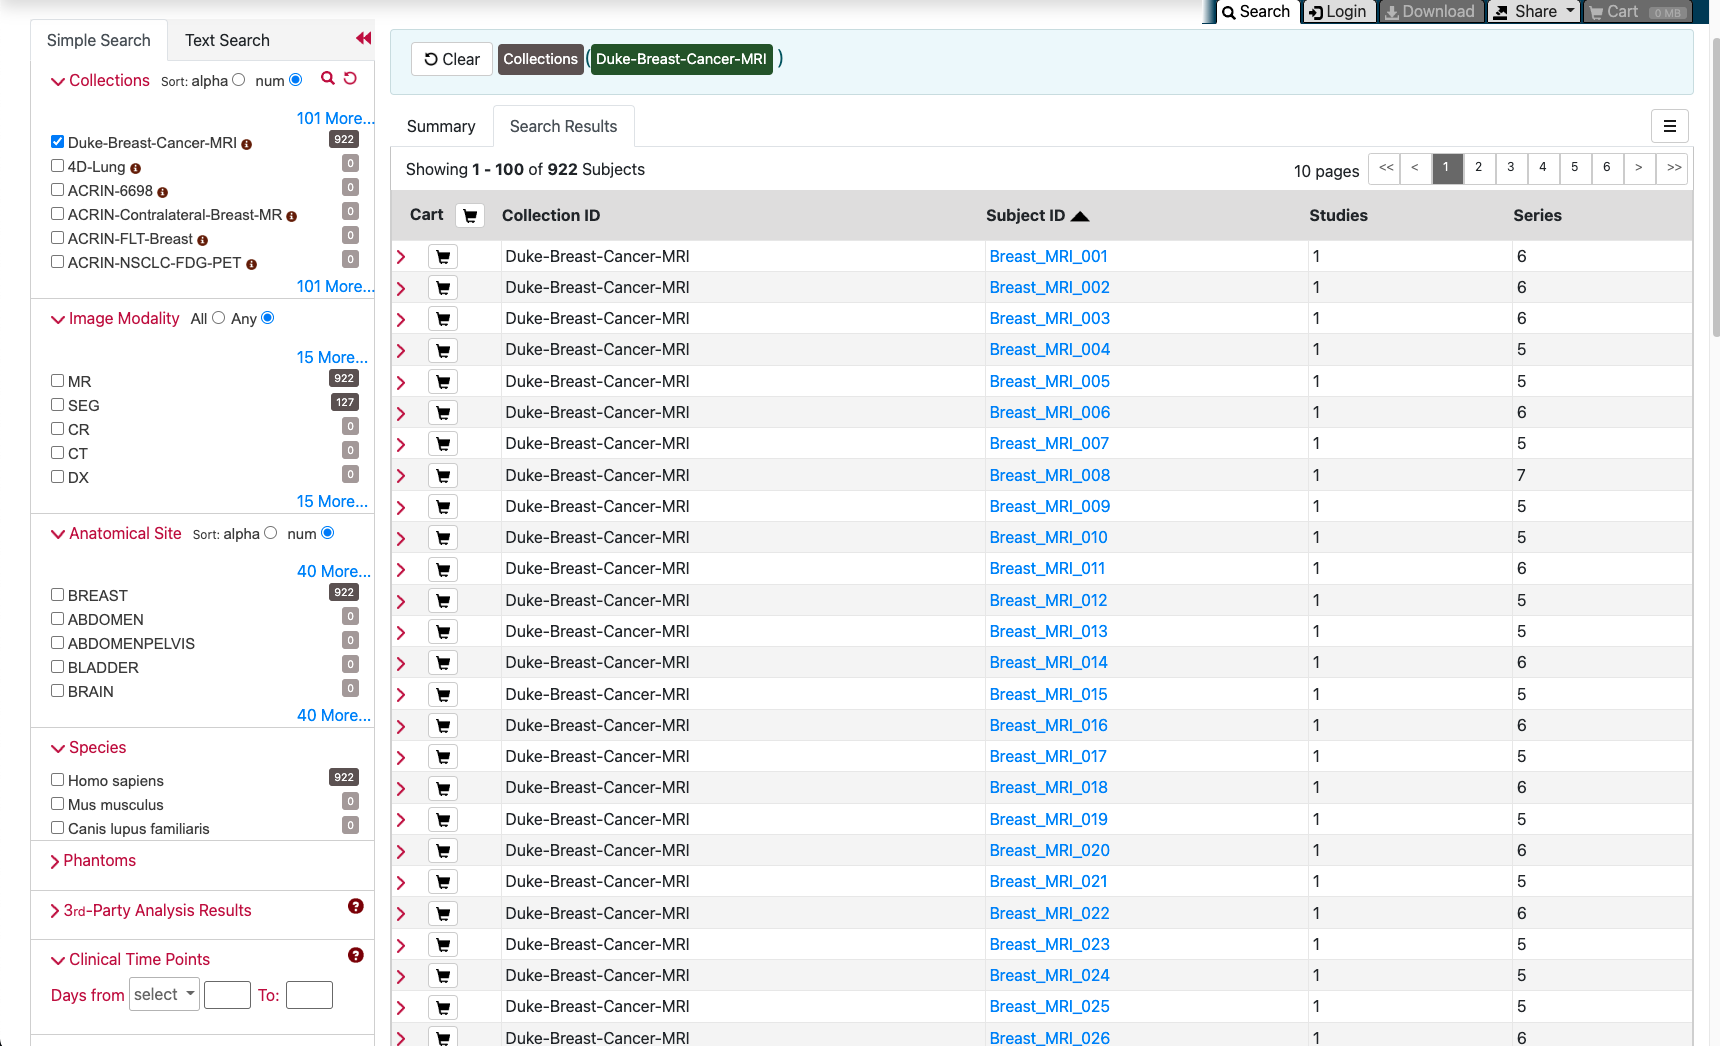 Search Login Download Share Cart 0 MB
Simple Search Text Search
Collections Sort: alpha num
101 More...
Duke-Breast-Cancer-MRI 922
4D-Lung 0
ACRIN-6698 0
ACRIN-Contralateral-Breast-MR 0
ACRIN-FLT-Breast 0
ACRIN-NSCLC-FDG-PET 0
101 More...
Image Modality All Any
15 More...
MR 922
SEG 127
CR 0
CT 0
DX 0
15 More...
Anatomical Site Sort: alpha num
40 More...
BREAST 922
ABDOMEN 0
ABDOMENPELVIS 0
BLADDER 0
BRAIN 0
40 More...
Species
Homo sapiens 922
Mus musculus 0
Canis lupus familiaris 0
Phantoms
3rd-Party Analysis Results
Clinical Time Points
Days from select To:
Clear Collections ( Duke-Breast-Cancer-MRI )
Summary Search Results
Showing 1 - 100 of 922 Subjects
10 pages << < 1 2 3 4 5 6 > >>
Cart Collection ID Subject ID Studies Series
Duke-Breast-Cancer-MRI Breast_MRI_001 1 6
Duke-Breast-Cancer-MRI Breast_MRI_002 1 6
Duke-Breast-Cancer-MRI Breast_MRI_003 1 6
Duke-Breast-Cancer-MRI Breast_MRI_004 1 5
Duke-Breast-Cancer-MRI Breast_MRI_005 1 5
Duke-Breast-Cancer-MRI Breast_MRI_006 1 6
Duke-Breast-Cancer-MRI Breast_MRI_007 1 5
Duke-Breast-Cancer-MRI Breast_MRI_008 1 7
Duke-Breast-Cancer-MRI Breast_MRI_009 1 5
Duke-Breast-Cancer-MRI Breast_MRI_010 1 5
Duke-Breast-Cancer-MRI Breast_MRI_011 1 6
Duke-Breast-Cancer-MRI Breast_MRI_012 1 5
Duke-Breast-Cancer-MRI Breast_MRI_013 1 5
Duke-Breast-Cancer-MRI Breast_MRI_014 1 6
Duke-Breast-Cancer-MRI Breast_MRI_015 1 5
Duke-Breast-Cancer-MRI Breast_MRI_016 1 6
Duke-Breast-Cancer-MRI Breast_MRI_017 1 5
Duke-Breast-Cancer-MRI Breast_MRI_018 1 6
Duke-Breast-Cancer-MRI Breast_MRI_019 1 5
Duke-Breast-Cancer-MRI Breast_MRI_020 1 6
Duke-Breast-Cancer-MRI Breast_MRI_021 1 5
Duke-Breast-Cancer-MRI Breast_MRI_022 1 6
Duke-Breast-Cancer-MRI Breast_MRI_023 1 5
Duke-Breast-Cancer-MRI Breast_MRI_024 1 5
Duke-Breast-Cancer-MRI Breast_MRI_025 1 5
Duke-Breast-Cancer-MRI Breast_MRI_026 1 6